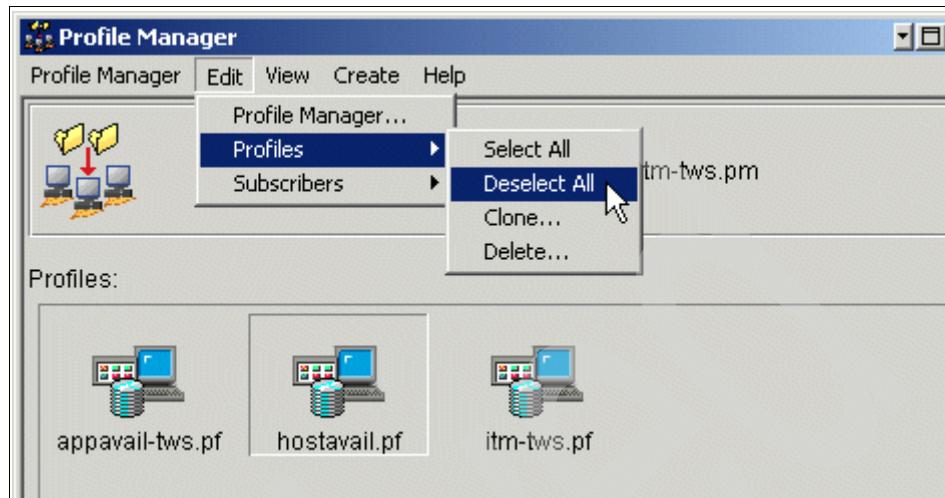 Profile Manager
Profile Manager Edit View Create Help
Profile Manager...
Profiles
Subscribers
Select All
Deselect All
Clone...
Delete...
tm-tws.pm
Profiles:
appavail-tws.pf hostavail.pf itm-tws.pf